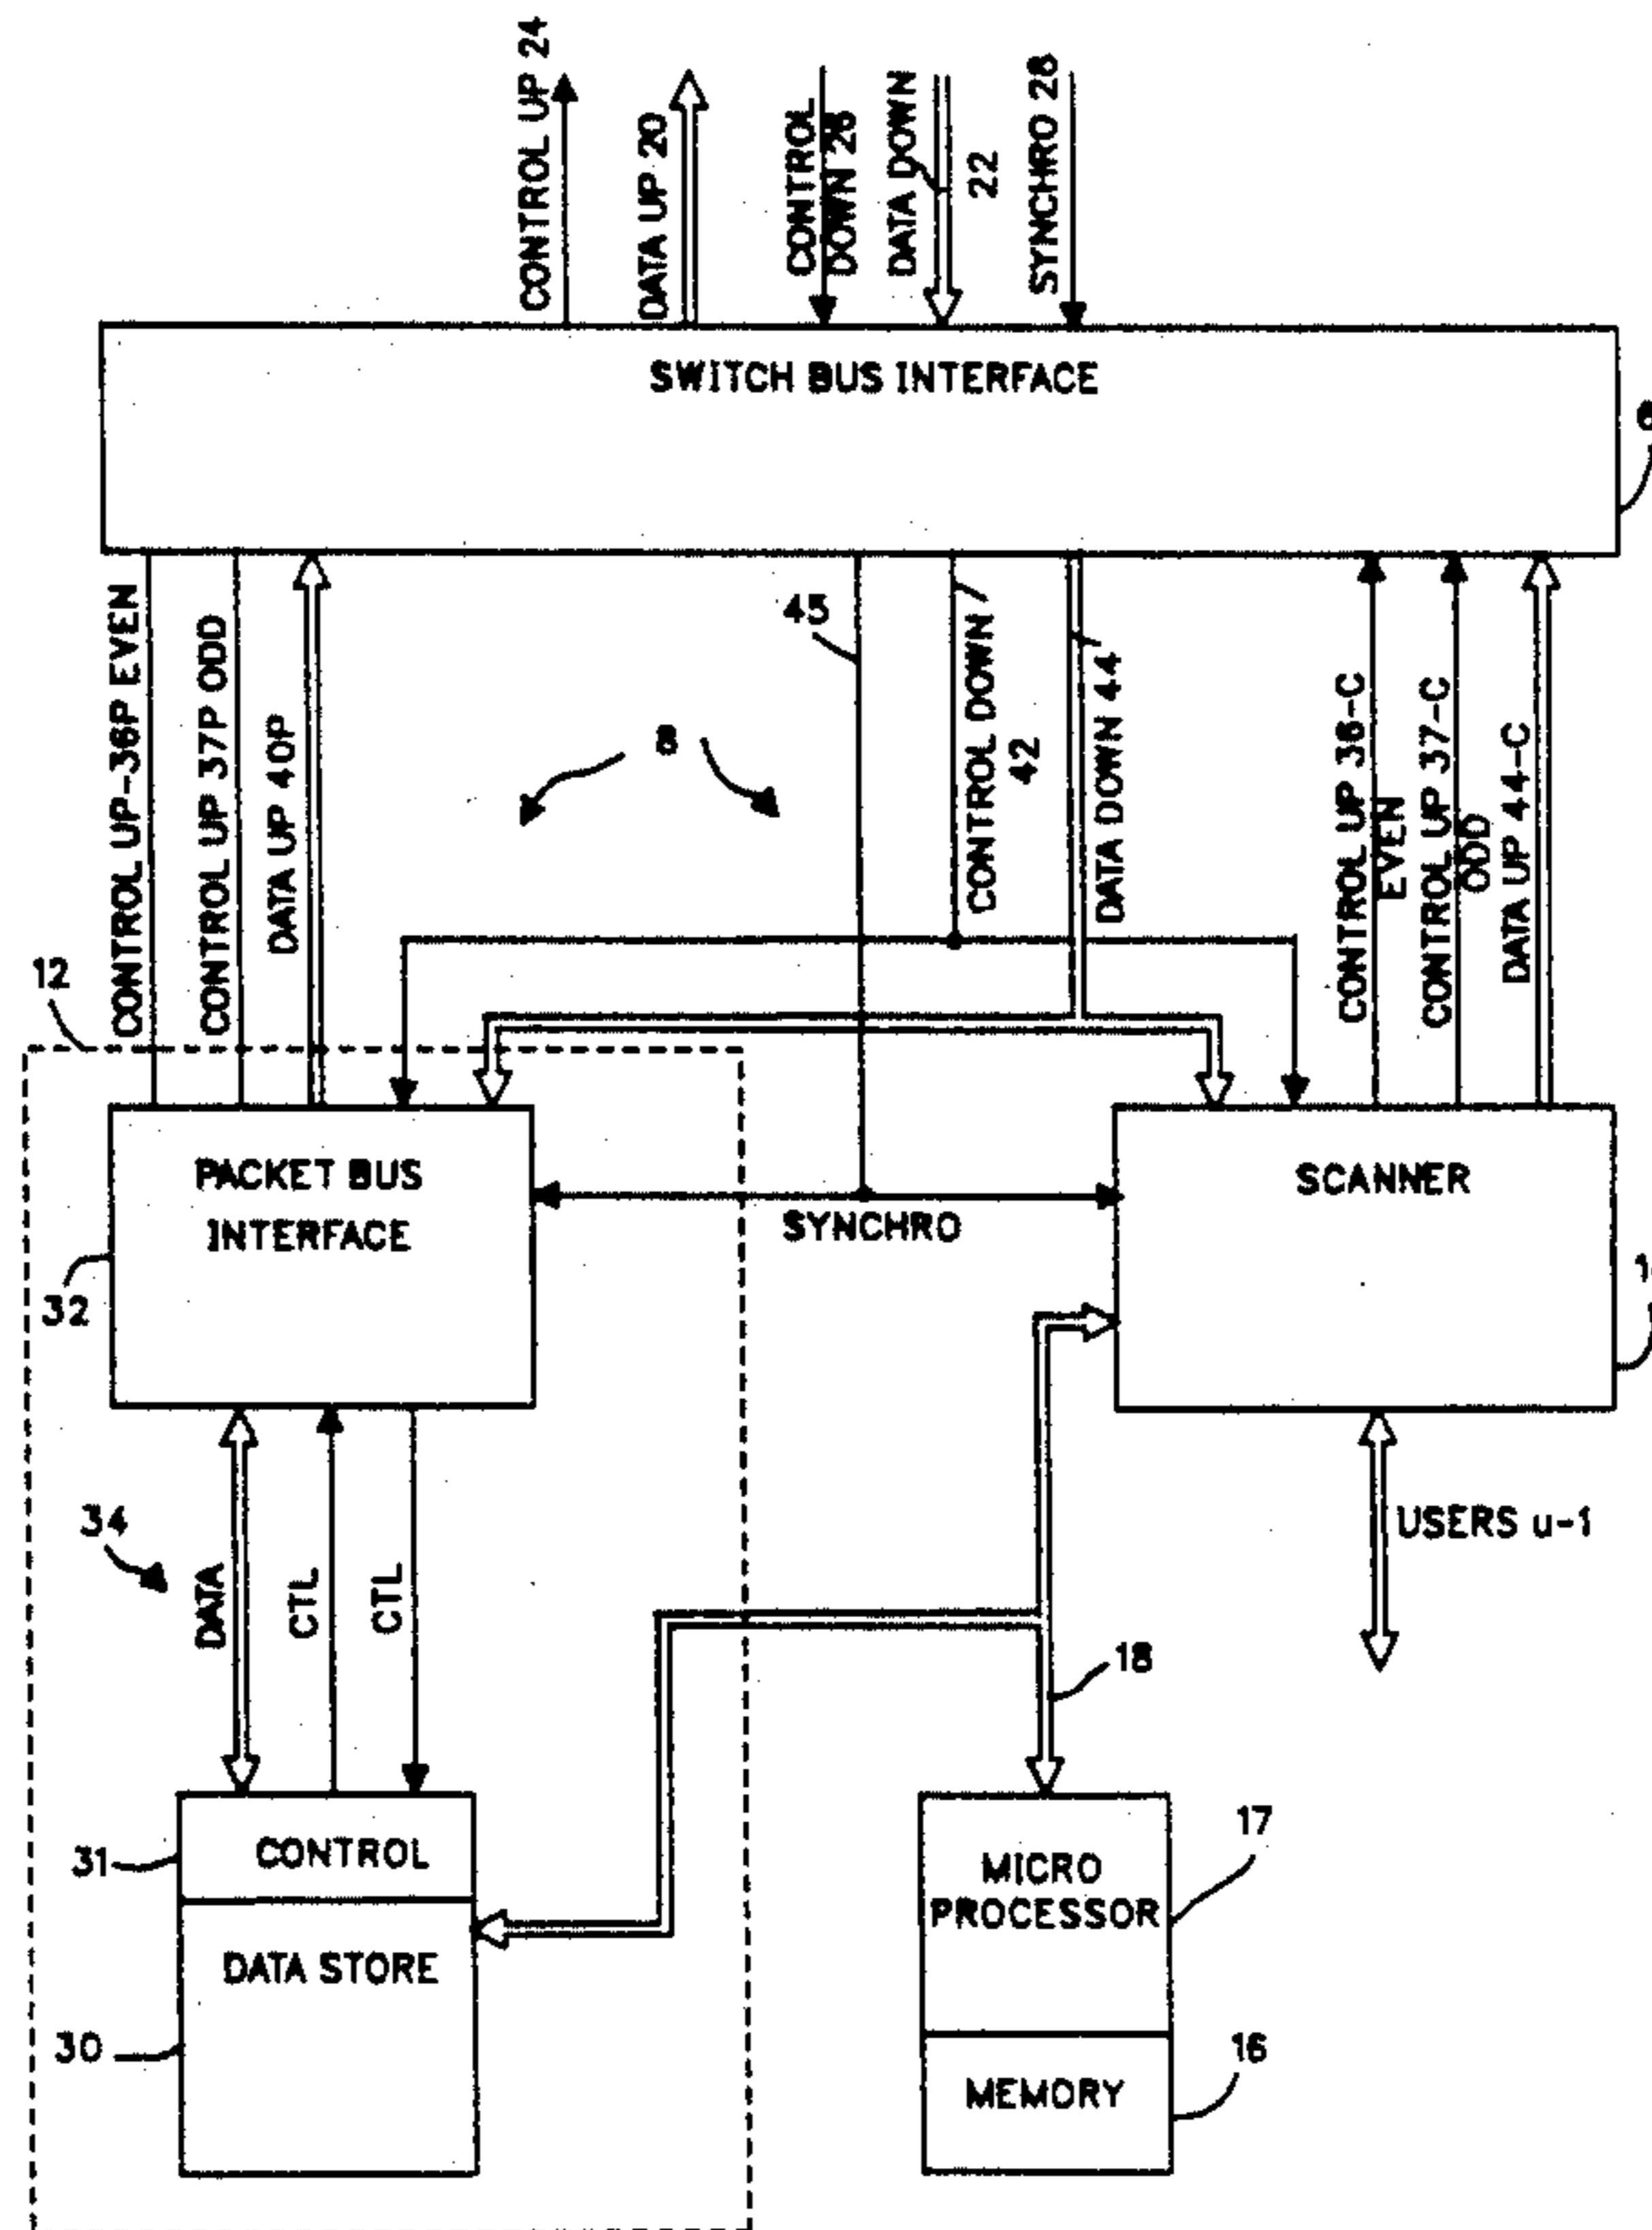 CONTROL UP 24
DATA UP 20
CONTROL
DOWN 26
DATA DOWN
22
SYNCHRO 28
SWITCH BUS INTERFACE
CONTROL UP-36P EVEN
CONTROL UP 37P ODD
DATA UP 40P
45
8
CONTROL DOWN
42
DATA DOWN 44
CONTROL UP 36-C
EVEN
CONTROL UP 37-C
ODD
DATA UP 44-C
12
PACKET BUS
INTERFACE
32
SYNCHRO
SCANNER
34
DATA
CTL
CTL
USERS u-1
18
31
CONTROL
DATA STORE
30
MICRO
PROCESSOR
17
MEMORY
16